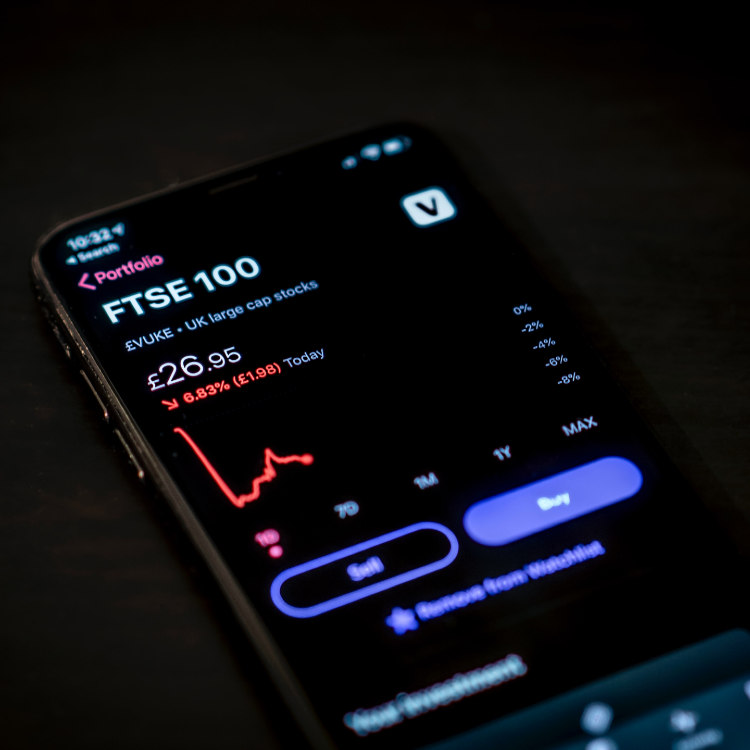 10:32
◀ Search
< Portfolio
V
FTSE 100
£VUKE • UK large cap stocks
£26.95
↘ 6.83% (£1.98) Today
0%
-2%
-4%
-6%
-8%
1D 7D 1M 1Y MAX
Sell Buy
Remove from Watchlist
Your Investment